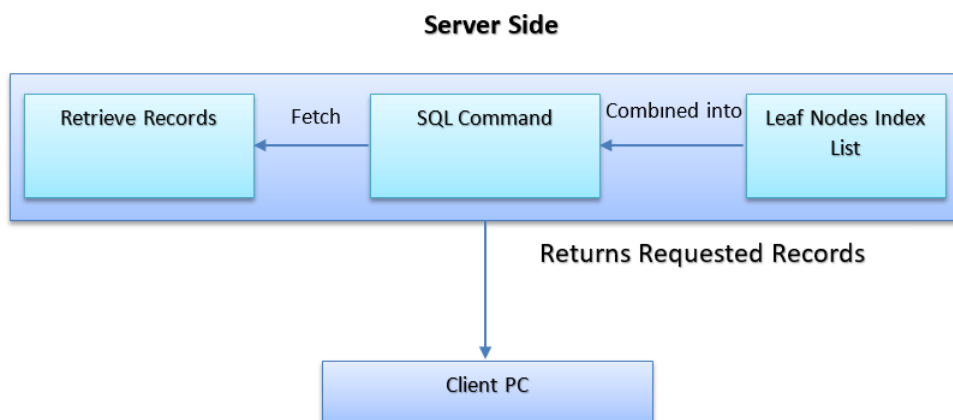 Server Side
Retrieve Records
Fetch
SQL Command
Combined into
Leaf Nodes Index
List
Returns Requested Records
Client PC